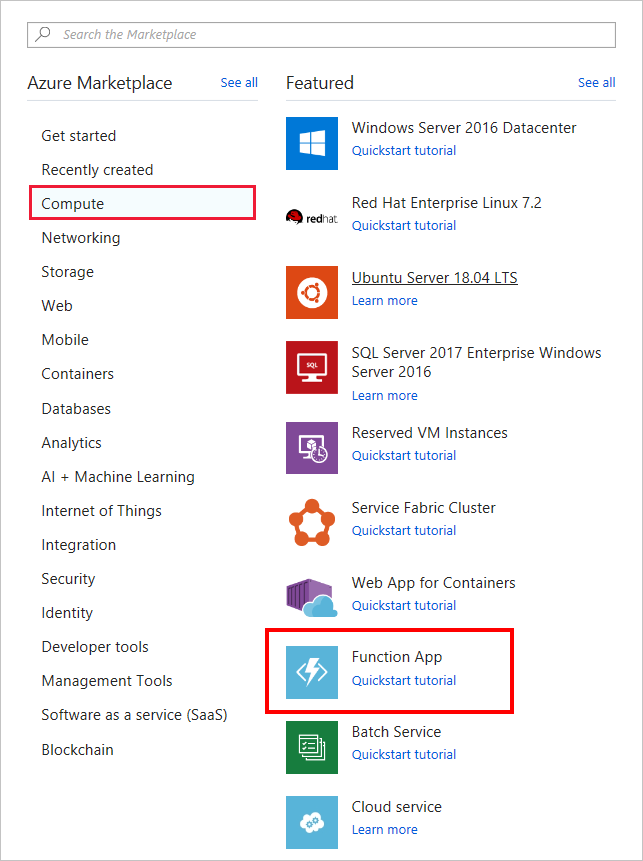 Search the Marketplace
Azure Marketplace
See all
Get started
Recently created
Compute
Networking
Storage
Web
Mobile
Containers
Databases
Analytics
AI + Machine Learning
Internet of Things
Integration
Security
Identity
Developer tools
Management Tools
Software as a service (SaaS)
Blockchain
Featured
See all
Windows Server 2016 Datacenter
Quickstart tutorial
redhat.
Red Hat Enterprise Linux 7.2
Quickstart tutorial
Ubuntu Server 18.04 LTS
Learn more
SQL
SQL Server 2017 Enterprise Windows
Server 2016
Learn more
Reserved VM Instances
Quickstart tutorial
Service Fabric Cluster
Quickstart tutorial
Web App for Containers
Quickstart tutorial
Function App
Quickstart tutorial
Batch Service
Quickstart tutorial
Cloud service
Learn more